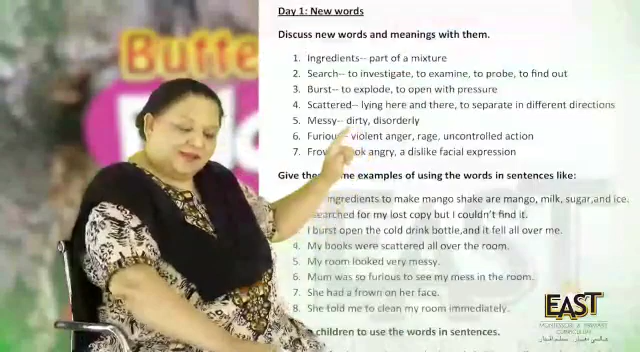 Butte
Day 1: New words
Discuss new words and meanings with them.
1. Ingredients-- part of a mixture
2. Search-- to investigate, to examine, to probe, to find out
3. Burst-- to explode, to open with pressure
4. Scattered-- lying here and there, to separate in different directions
5. Messy-- dirty, disorderly
6. Furious-- violent anger, rage, uncontrolled action
7. Frow ok angry, a dislike facial expression
Give the me examples of using the words in sentences like:
ingredients to make mango shake are mango, milk, sugar,and ice.
searched for my lost copy but I couldn't find it.
I burst open the cold drink bottle,and it fell all over me.
4. My books were scattered all over the room.
5. My room looked very messy.
6. Mum was so furious to see my mess in the room.
7. She had a frown on her face.
8. She told me to clean my room immediately.
children to use the words in sentences.
EAST
MONTESSORI & PRIMARY
CURRICULUM